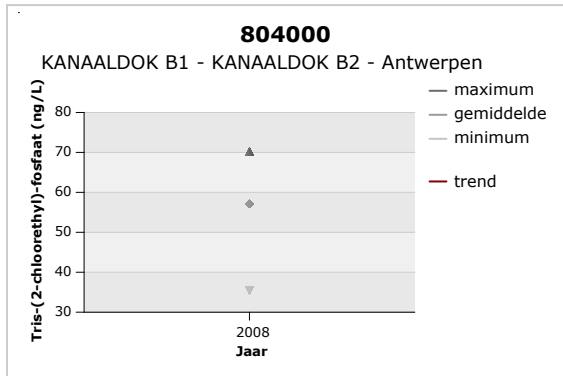 804000
KANAALDOK B1 - KANAALDOK B2 - Antwerpen
Tris-(2-chloorethyl)-fosfaat (ng/L)
80
70
60
50
40
30
2008
Jaar
maximum
gemiddelde
minimum
trend